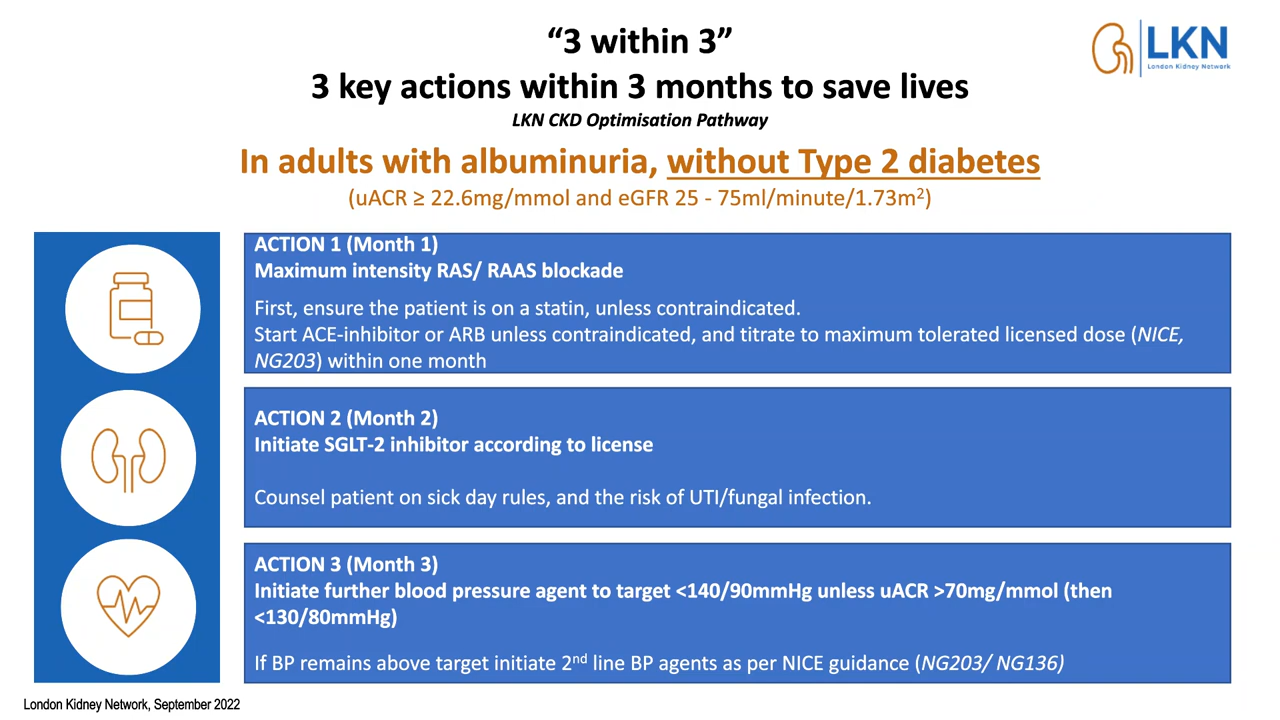 “3 within 3”
3 key actions within 3 months to save lives
LKN CKD Optimisation Pathway
LKN
London Kidney Network
In adults with albuminuria, without Type 2 diabetes
(uACR ≥ 22.6mg/mmol and eGFR 25 - 75ml/minute/1.73m²)
ACTION 1 (Month 1)
Maximum intensity RAS/ RAAS blockade
First, ensure the patient is on a statin, unless contraindicated.
Start ACE-inhibitor or ARB unless contraindicated, and titrate to maximum tolerated licensed dose (NICE,
NG203) within one month
ACTION 2 (Month 2)
Initiate SGLT-2 inhibitor according to license
Counsel patient on sick day rules, and the risk of UTI/fungal infection.
ACTION 3 (Month 3)
Initiate further blood pressure agent to target <140/90mmHg unless uACR >70mg/mmol (then
<130/80mmHg)
If BP remains above target initiate 2nd line BP agents as per NICE guidance (NG203/ NG136)
London Kidney Network, September 2022